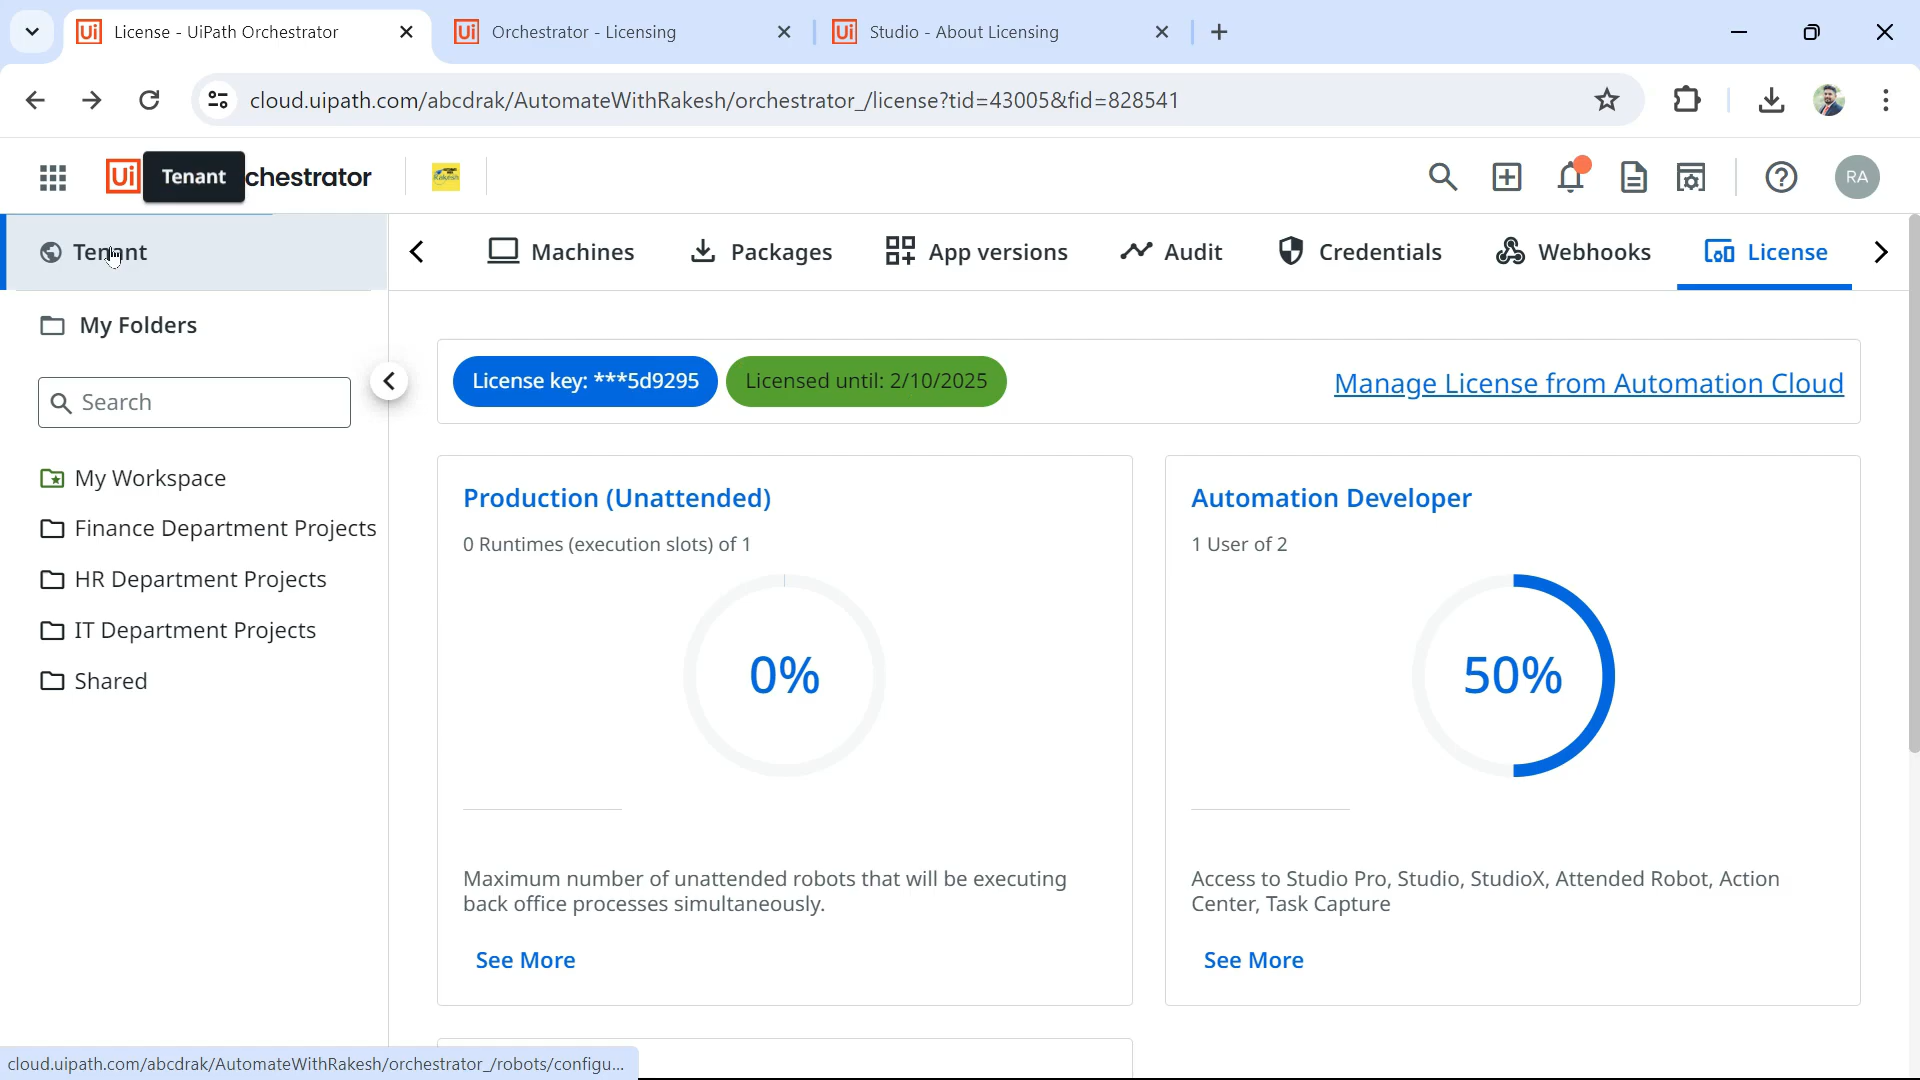 License - UiPath Orchestrator
Orchestrator - Licensing
Studio - About Licensing
cloud.uipath.com/abcdrak/AutomateWithRakesh/orchestrator_/license?tid=43005&fid=828541
Ui
Tenant
chestrator
RA
Tenant
Machines
Packages
App versions
Audit
Credentials
Webhooks
License
My Folders
Search
License key: ***5d9295
Licensed until: 2/10/2025
Manage License from Automation Cloud
My Workspace
Finance Department Projects
HR Department Projects
IT Department Projects
Shared
Production (Unattended)
0 Runtimes (execution slots) of 1
0%
Maximum number of unattended robots that will be executing
back office processes simultaneously.
See More
Automation Developer
1 User of 2
50%
Access to Studio Pro, Studio, StudioX, Attended Robot, Action
Center, Task Capture
See More
cloud.uipath.com/abcdrak/AutomateWithRakesh/orchestrator_/robots/configu...